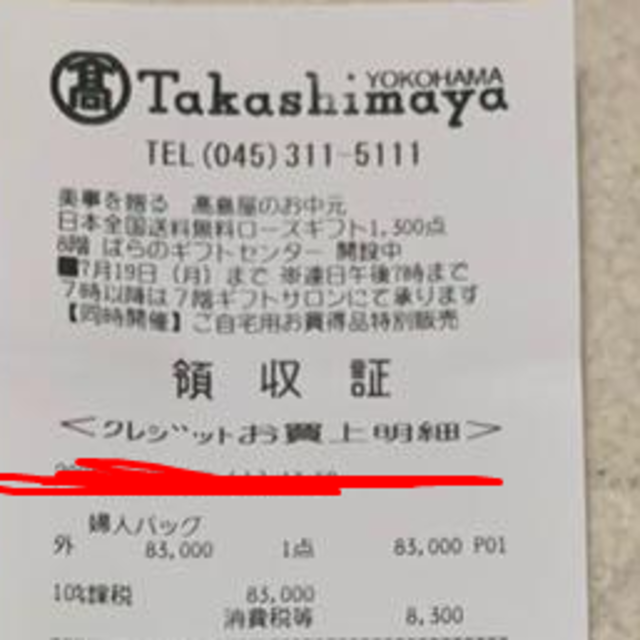 髙 Takashimaya YOKOHAMA
TEL(045)311-5111
美事を贈る 髙島屋のお中元
日本全国送料無料ローズギフト1,300点
8階 ばらのギフトセンター 開設中
■7月19日(月)まで ※連日午後7時まで
7時以降は7階ギフトサロンにて承ります
【同時開催】ご自宅用お買得品特別販売
領収証
<クレジットお買上明細>
婦人バッグ
外 83,000 1点 83,000 P01
10%課税 83,000
消費税等 8,300